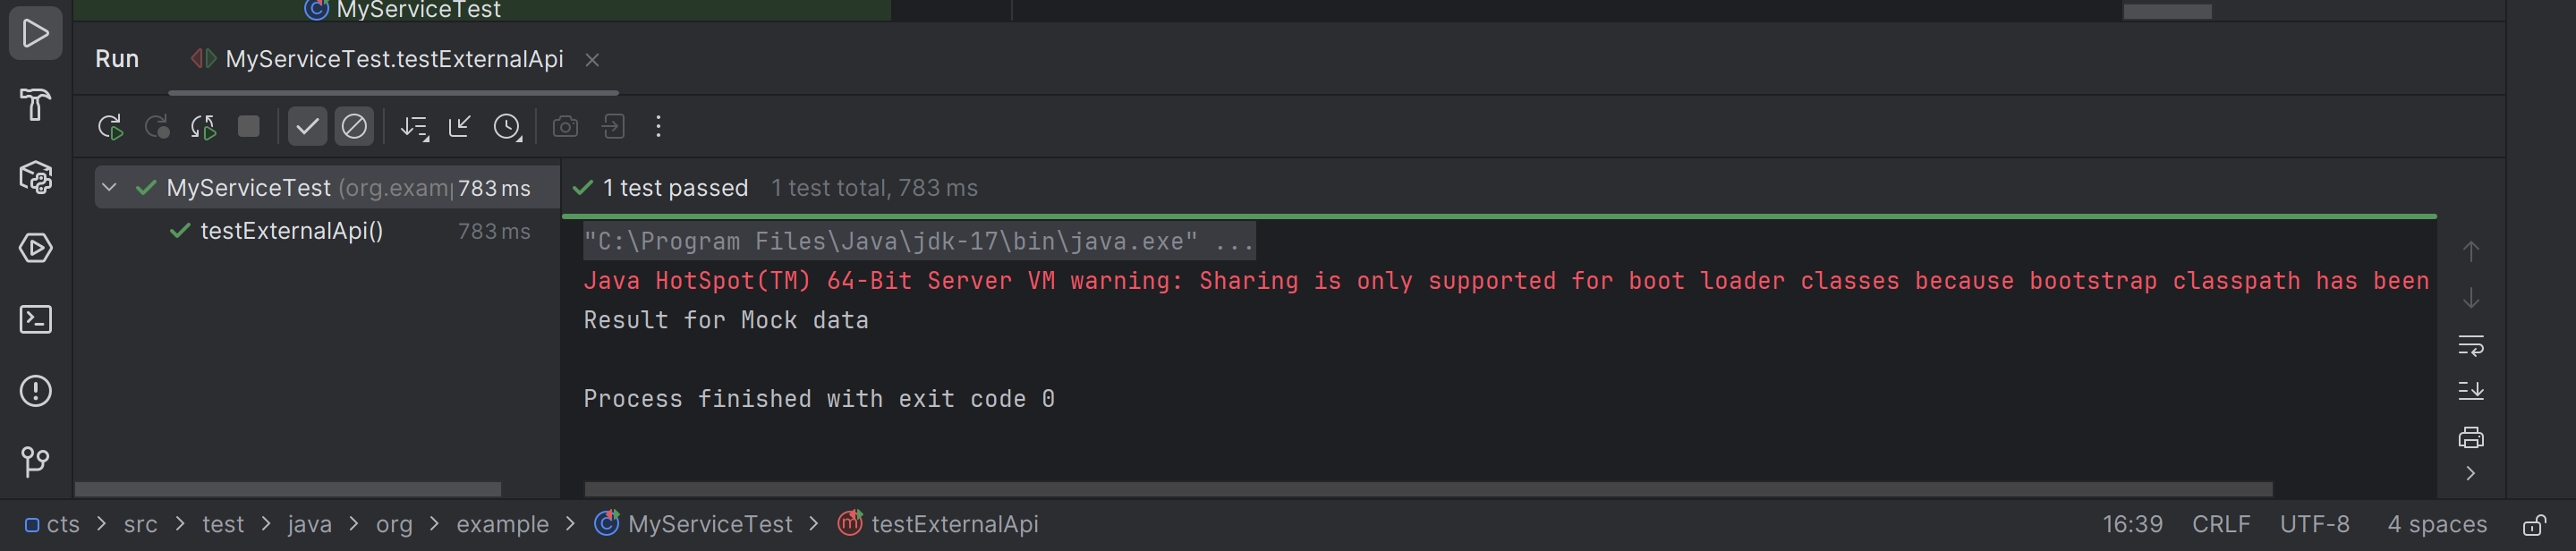 MyServiceTest
Run MyServiceTest.testExternalApi
MyServiceTest (org.exam 783 ms
testExternalApi() 783 ms
1 test passed 1 test total, 783 ms
"C:\Program Files\Java\jdk-17\bin\java.exe" ...
Java HotSpot(TM) 64-Bit Server VM warning: Sharing is only supported for boot loader classes because bootstrap classpath has been
Result for Mock data
Process finished with exit code 0
cts > src > test > java > org > example > MyServiceTest > testExternalApi 16:39 CRLF UTF-8 4 spaces